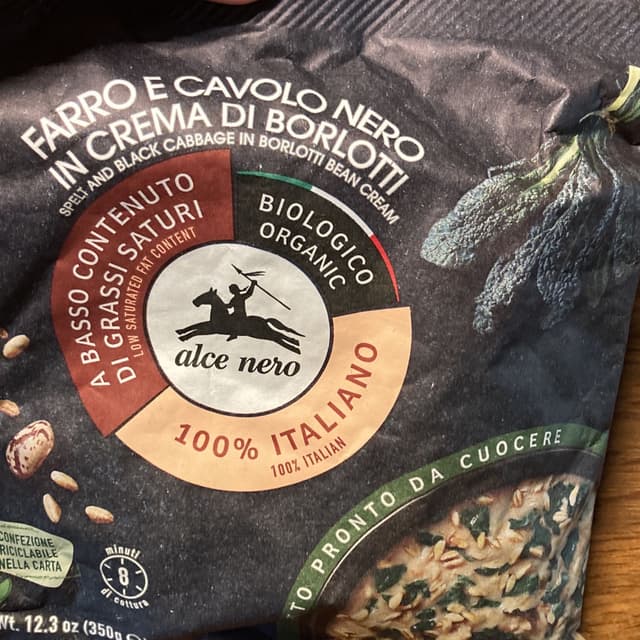 FARRO E CAVOLO NERO
IN CREMA DI BORLOTTI
SPELT AND BLACK CABBAGE IN BORLOTTI BEAN CREAM
A BASSO CONTENUTO
DI GRASSI SATURI
LOW SATURATED FAT CONTENT
BIOLOGICO
ORGANIC
alce nero
100% ITALIANO
100% ITALIAN
TO PRONTO DA CUOCERE
CONFEZIONE
RICICLABILE
NELLA CARTA
minuti
8
di cottura
Wt. 12.3 oz (350g